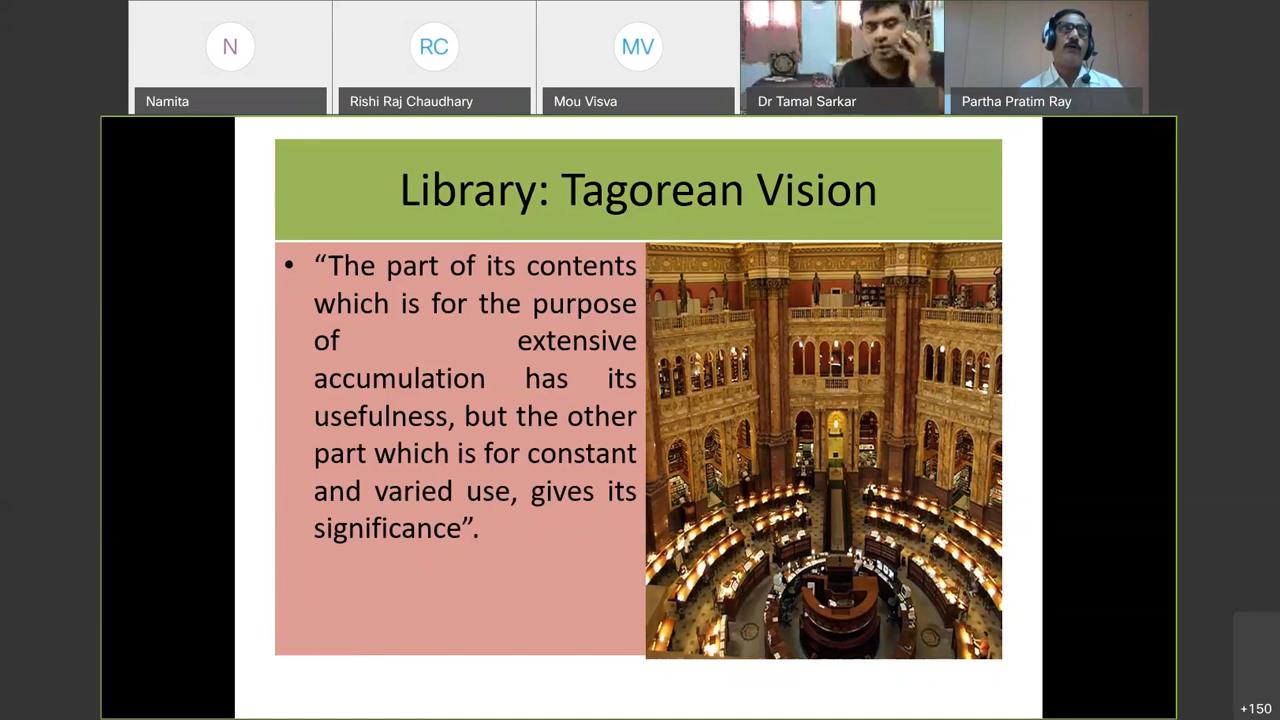 N
RC
MV
Namita
Rishi Raj Chaudhary
Mou Visva
Dr Tamal Sarkar
Partha Pratim Ray
Library: Tagorean Vision
• “The part of its contents
which is for the purpose
of extensive
accumulation has its
usefulness, but the other
part which is for constant
and varied use, gives its
significance”.
+150